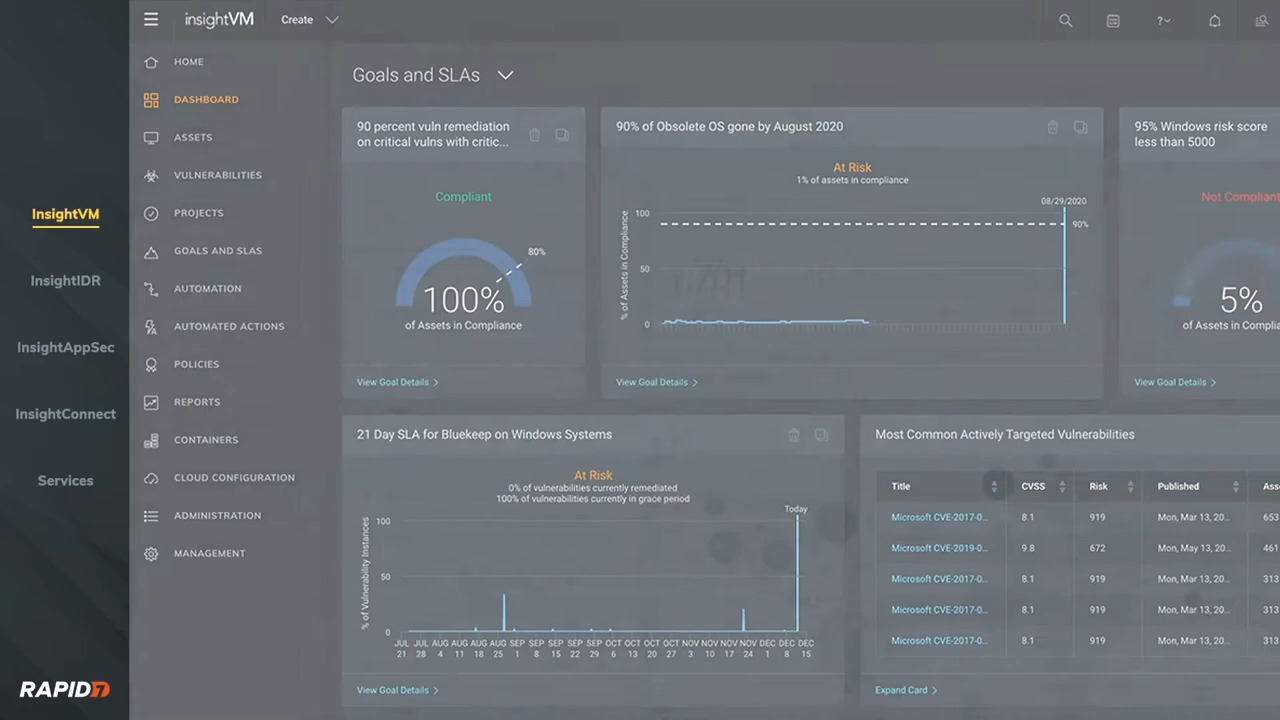 InsightVM
InsightIDR
InsightAppSec
InsightConnect
Services
RAPID7
insightVM
Create
?
HOME
DASHBOARD
ASSETS
VULNERABILITIES
PROJECTS
GOALS AND SLAS
AUTOMATION
AUTOMATED ACTIONS
POLICIES
REPORTS
CONTAINERS
CLOUD CONFIGURATION
ADMINISTRATION
MANAGEMENT
Goals and SLAs
90 percent vuln remediation
on critical vulns with critic...
Compliant
80%
100%
of Assets in Compliance
View Goal Details >
90% of Obsolete OS gone by August 2020
At Risk
1% of assets in compliance
08/29/2020
% of Assets in Compliance
100
90%
50
0
View Goal Details >
95% Windows risk score
less than 5000
Not Compliant
5%
of Assets in Complia
View Goal Details >
21 Day SLA for Bluekeep on Windows Systems
At Risk
0% of vulnerabilities currently remediated
100% of vulnerabilities currently in grace period
Today
% of Vulnerability Instances
100
50
0
JUL JUL AUG AUG AUG AUG SEP SEP SEP SEP SEP OCT OCT OCT OCT NOV NOV NOV NOV DEC DEC DEC
21 28 4 11 18 25 1 8 15 22 29 6 13 20 27 3 10 17 24 1 8 15
View Goal Details >
Most Common Actively Targeted Vulnerabilities
Title CVSS Risk Published Ass
Microsoft CVE-2017-0... 8.1 919 Mon, Mar 13, 20... 653
Microsoft CVE-2019-0... 9.8 672 Mon, May 13, 20... 461
Microsoft CVE-2017-0... 8.1 919 Mon, Mar 13, 20... 313
Microsoft CVE-2017-0... 8.1 919 Mon, Mar 13, 20... 313
Microsoft CVE-2017-0... 8.1 919 Mon, Mar 13, 20... 313
Expand Card >